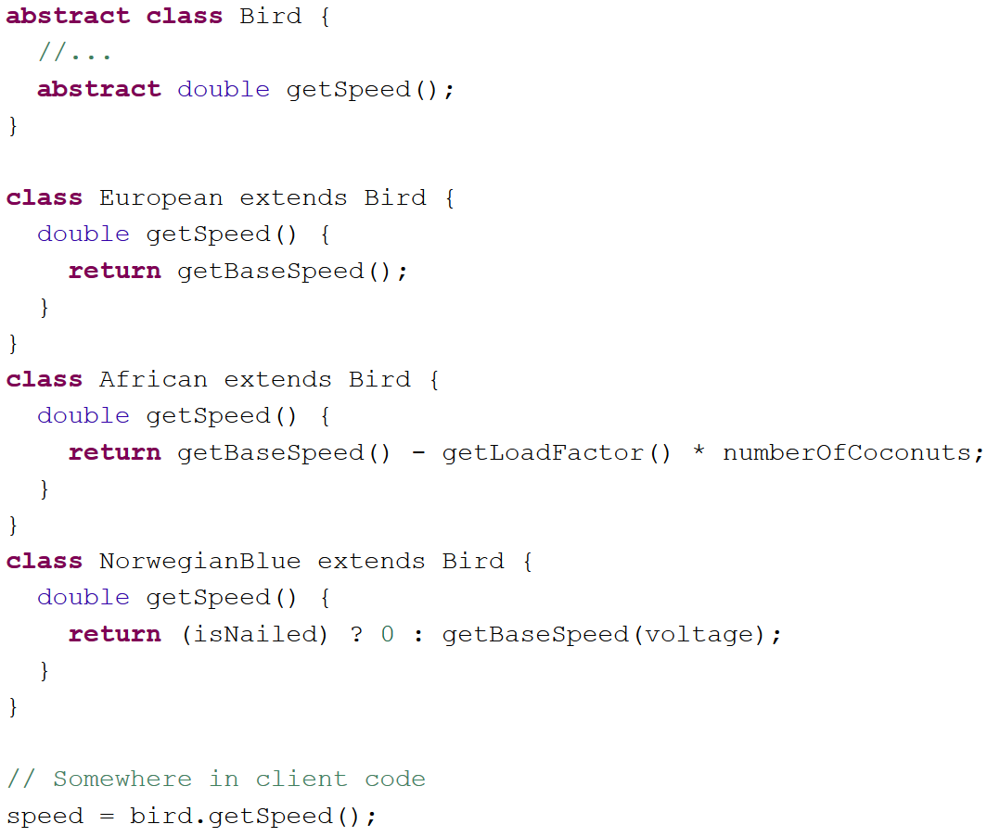 abstract class Bird {
  //...
  abstract double getSpeed();
}

class European extends Bird {
  double getSpeed() {
    return getBaseSpeed();
  }
}
class African extends Bird {
  double getSpeed() {
    return getBaseSpeed() - getLoadFactor() * numberOfCoconuts;
  }
}
class NorwegianBlue extends Bird {
  double getSpeed() {
    return (isNailed) ? 0 : getBaseSpeed(voltage);
  }
}

// Somewhere in client code
speed = bird.getSpeed();